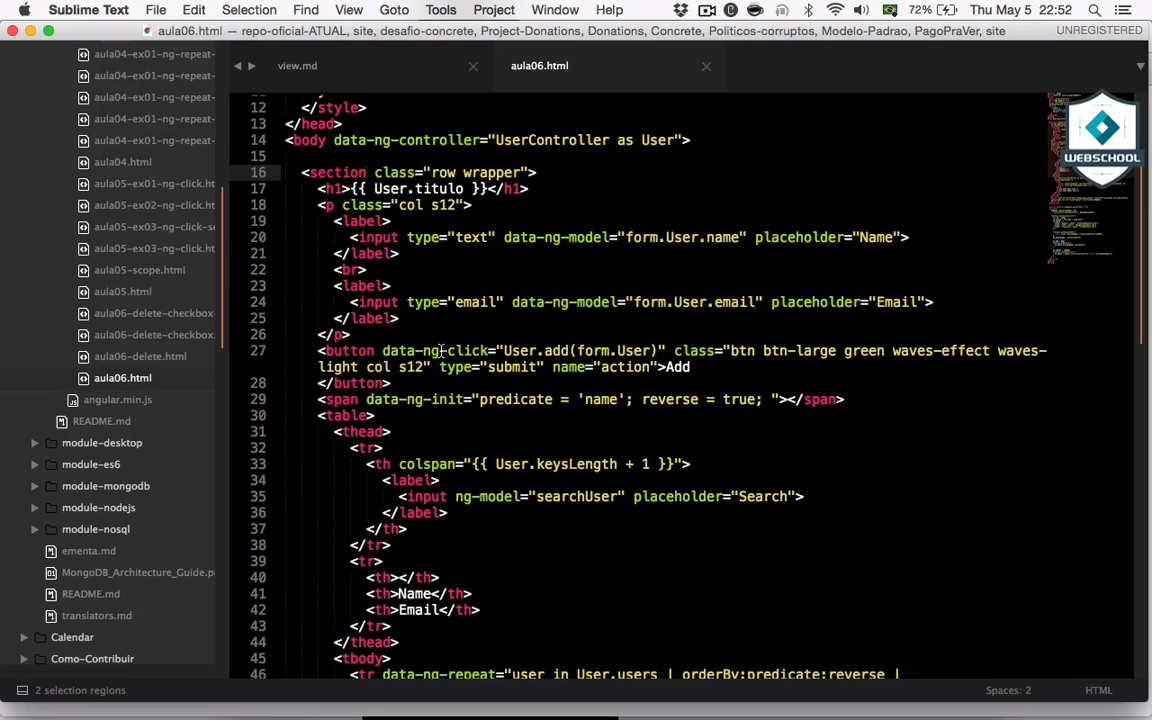 Sublime Text File Edit Selection Find View Goto Tools Project Window Help 72% Thu May 5 22:52
aula06.html — repo-oficial-ATUAL, site, desafio-concrete, Project-Donations, Donations, Concrete, Politicos-corruptos, Modelo-Padrao, PagoPraVer, site UNREGISTERED
aula04-ex01-ng-repeat-
aula04-ex01-ng-repeat-
aula04-ex01-ng-repeat-
aula04-ex01-ng-repeat-
aula04-ex01-ng-repeat-
aula04.html
aula05-ex01-ng-click.ht
aula05-ex02-ng-click.ht
aula05-ex03-ng-click-se
aula05-ex03-ng-click.ht
aula05-scope.html
aula05.html
aula06-delete-checkbox
aula06-delete-checkbox.
aula06-delete.html
aula06.html
angular.min.js
README.md
module-desktop
module-es6
module-mongodb
module-nodejs
module-nosql
ementa.md
MongoDB_Architecture_Guide.p
README.md
translators.md
Calendar
Como-Contribuir
view.md
aula06.html
WEBSCHOOL
12 </style>
13 </head>
14 <body data-ng-controller="UserController as User">
15
16 <section class="row wrapper">
17 <h1>{{ User.titulo }}</h1>
18 <p class="col s12">
19 <label>
20 <input type="text" data-ng-model="form.User.name" placeholder="Name">
21 </label>
22 <br>
23 <label>
24 <input type="email" data-ng-model="form.User.email" placeholder="Email">
25 </label>
26 </p>
27 <button data-ng-click="User.add(form.User)" class="btn btn-large green waves-effect waves-
light col s12" type="submit" name="action">Add
28 </button>
29 <span data-ng-init="predicate = 'name'; reverse = true; "></span>
30 <table>
31 <thead>
32 <tr>
33 <th colspan="{{ User.keysLength + 1 }}">
34 <label>
35 <input ng-model="searchUser" placeholder="Search">
36 </label>
37 </th>
38 </tr>
39 <tr>
40 <th></th>
41 <th>Name</th>
42 <th>Email</th>
43 </tr>
44 </thead>
45 <tbody>
46 <tr data-ng-repeat="user in User.users | orderBy:predicate:reverse |
2 selection regions Spaces: 2 HTML